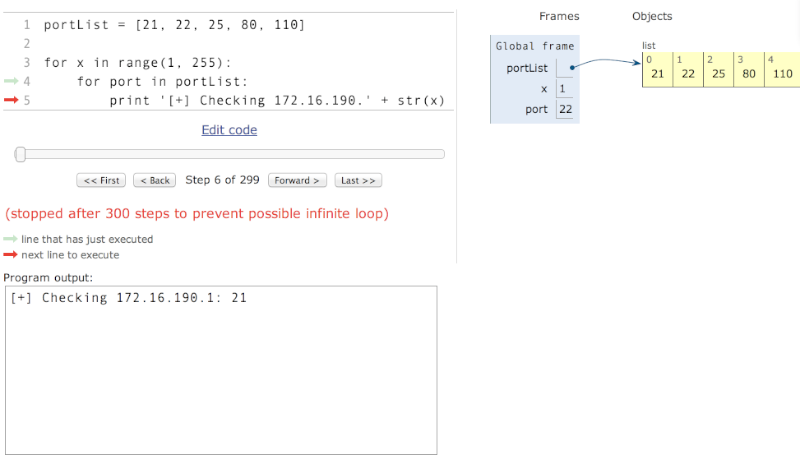 1 portList = [21, 22, 25, 80, 110]
2
3 for x in range(1, 255):
4 for port in portList:
5 print '[+] Checking 172.16.190.' + str(x)
Edit code
<< First < Back Step 6 of 299 Forward > Last >>
(stopped after 300 steps to prevent possible infinite loop)
line that has just executed
next line to execute
Program output:
[+] Checking 172.16.190.1: 21
Frames Objects
Global frame
portList
x 1
port 22
list
0 1 2 3 4
21 22 25 80 110